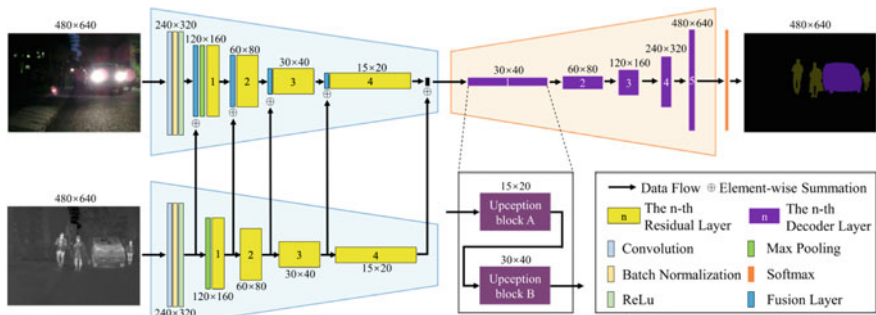 480×640
240×320
120×160
60×80
30×40
15×20
1
2
3
4
30×40
60×80
120×160
240×320
480×640
1
2
3
4
5
480×640
480×640
240×320
120×160
60×80
30×40
15×20
1
2
3
4
15×20
Upception
block A
30×40
Upception
block B
Data Flow
Element-wise Summation
n
The n-th
Residual Layer
n
The n-th
Decoder Layer
Convolution
Max Pooling
Batch Normalization
Softmax
ReLu
Fusion Layer